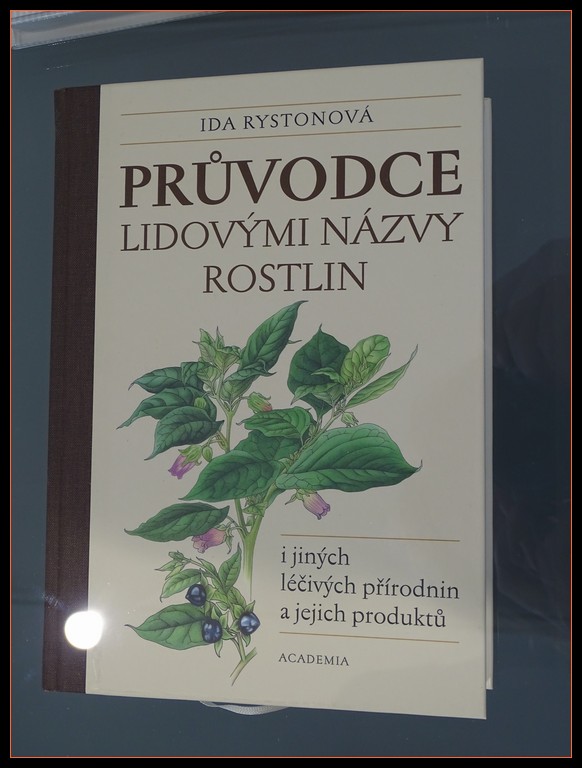 IDA RYSTONOVÁ
PRŮVODCE
LIDOVÝMI NÁZVY
ROSTLIN
i jiných
léčivých přírodnin
a jejich produktů
ACADEMIA